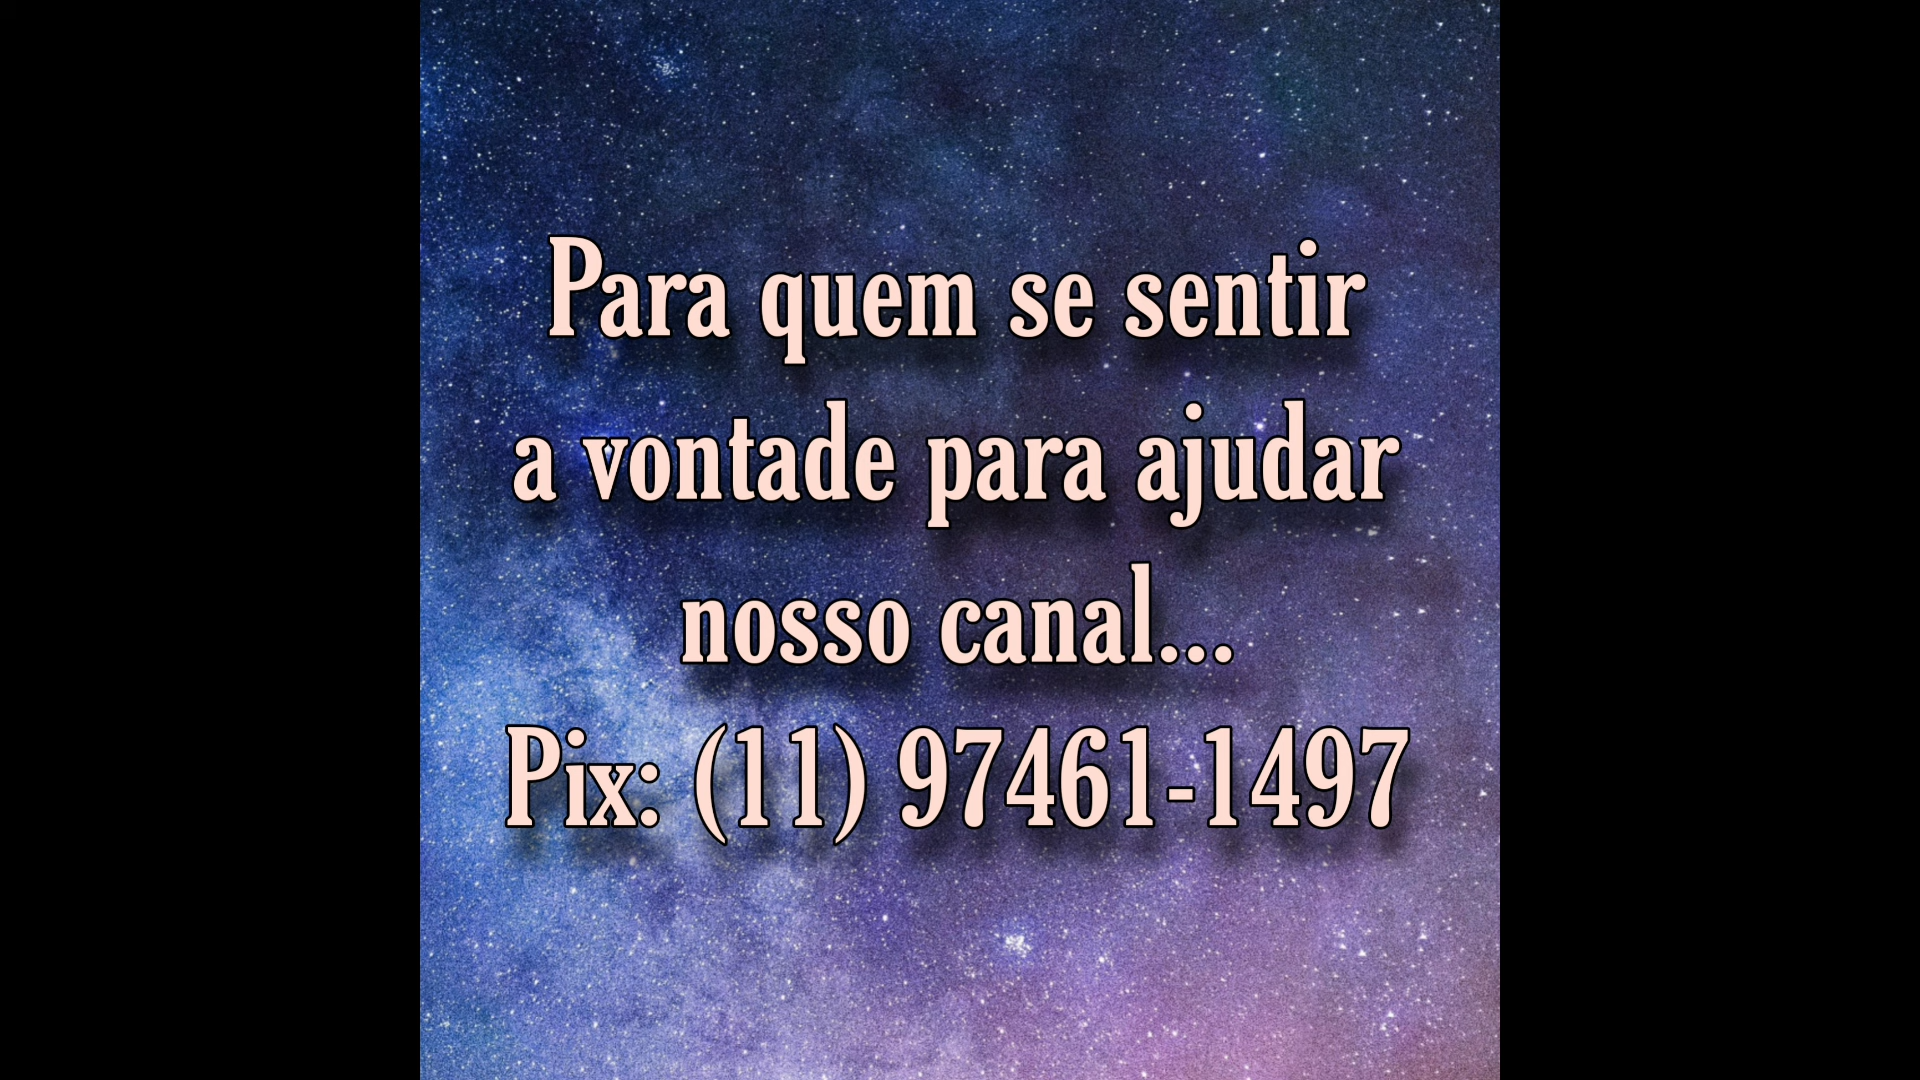 Para quem se sentir
a vontade para ajudar
nosso canal...
Pix: (11) 97461-1497